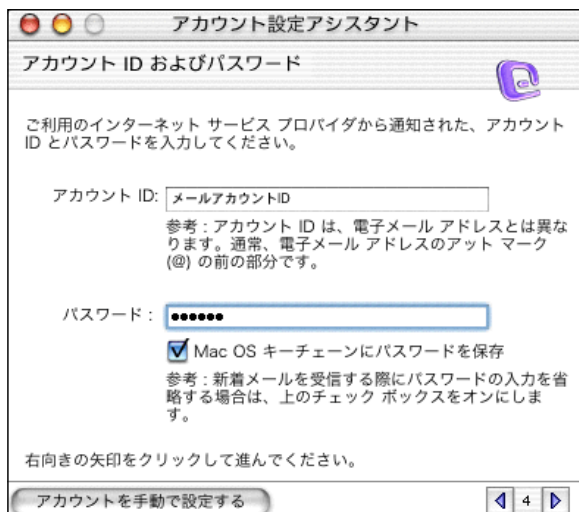 アカウント設定アシスタント
アカウント ID およびパスワード
ご利用のインターネット サービス プロバイダから通知された、アカウント
ID とパスワードを入力してください。
アカウント ID: メールアカウントID
参考 : アカウント ID は、電子メール アドレスとは異な
ります。通常、電子メール アドレスのアット マーク
(@) の前の部分です。
パスワード : ●●●●●●
Mac OS キーチェーンにパスワードを保存
参考 : 新着メールを受信する際にパスワードの入力を省
略する場合は、上のチェック ボックスをオンにしま
す。
右向きの矢印をクリックして進んでください。
アカウントを手動で設定する
4